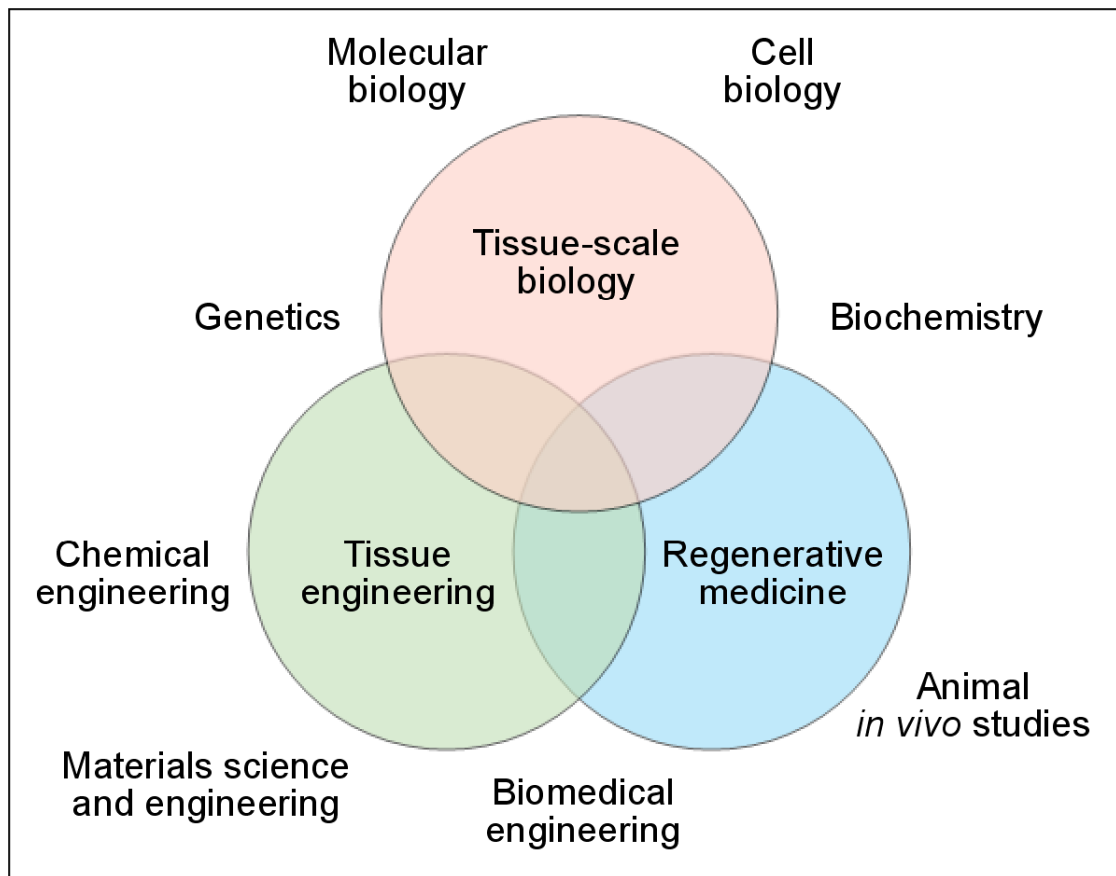 Molecular
biology
Cell
biology
Tissue-scale
biology
Genetics
Biochemistry
Chemical
engineering
Tissue
engineering
Regenerative
medicine
Animal
in vivo studies
Materials science
and engineering
Biomedical
engineering